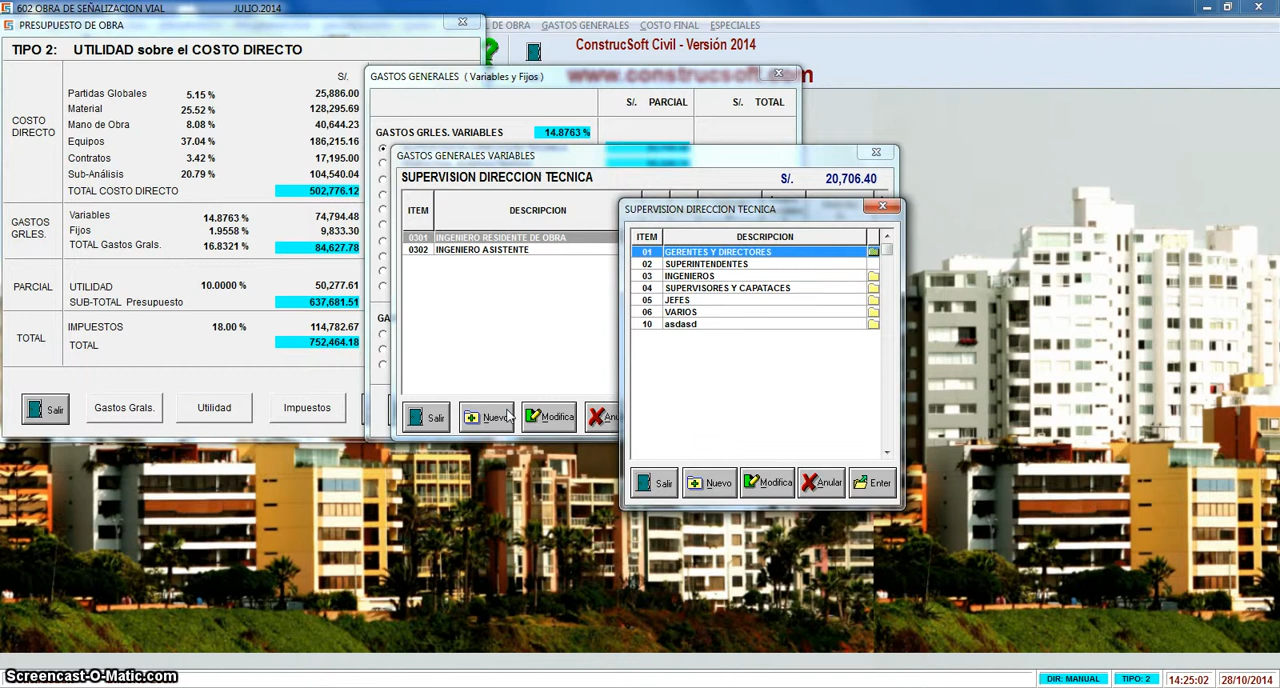 602 OBRA DE SEÑALIZACION VIAL JULIO.2014
PRESUPUESTO DE OBRA
DE OBRA GASTOS GENERALES COSTO FINAL ESPECIALES
ConstrucSoft Civil - Versión 2014
www.construcsoft.com
TIPO 2: UTILIDAD sobre el COSTO DIRECTO
S/.
COSTO DIRECTO
Partidas Globales 5.15 % 25,886.00
Material 25.52 % 128,295.69
Mano de Obra 8.08 % 40,644.23
Equipos 37.04 % 186,215.16
Contratos 3.42 % 17,195.00
Sub-Análisis 20.79 % 104,540.04
TOTAL COSTO DIRECTO 502,776.12
GASTOS GRLES.
Variables 14.8763 % 74,794.48
Fijos 1.9558 % 9,833.30
TOTAL Gastos Grals. 16.8321 % 84,627.78
PARCIAL
UTILIDAD 10.0000 % 50,277.61
SUB-TOTAL Presupuesto 637,681.51
TOTAL
IMPUESTOS 18.00 % 114,782.67
TOTAL 752,464.18
Salir Gastos Grals. Utilidad Impuestos
GASTOS GENERALES ( Variables y Fijos )
S/. PARCIAL S/. TOTAL
GASTOS GRLES. VARIABLES 14.8763 %
GA
GASTOS GENERALES VARIABLES
SUPERVISION DIRECCION TECNICA S/. 20,706.40
ITEM DESCRIPCION
0301 INGENIERO RESIDENTE DE OBRA
0302 INGENIERO ASISTENTE
Salir Nuevo Modifica Anu
SUPERVISION DIRECCION TECNICA
ITEM DESCRIPCION
01 GERENTES Y DIRECTORES
02 SUPERINTENDENTES
03 INGENIEROS
04 SUPERVISORES Y CAPATACES
05 JEFES
06 VARIOS
10 asdasd
Salir Nuevo Modifica Anular Enter
Screencast-O-Matic.com
DIR: MANUAL TIPO: 2 14:25:02 28/10/2014